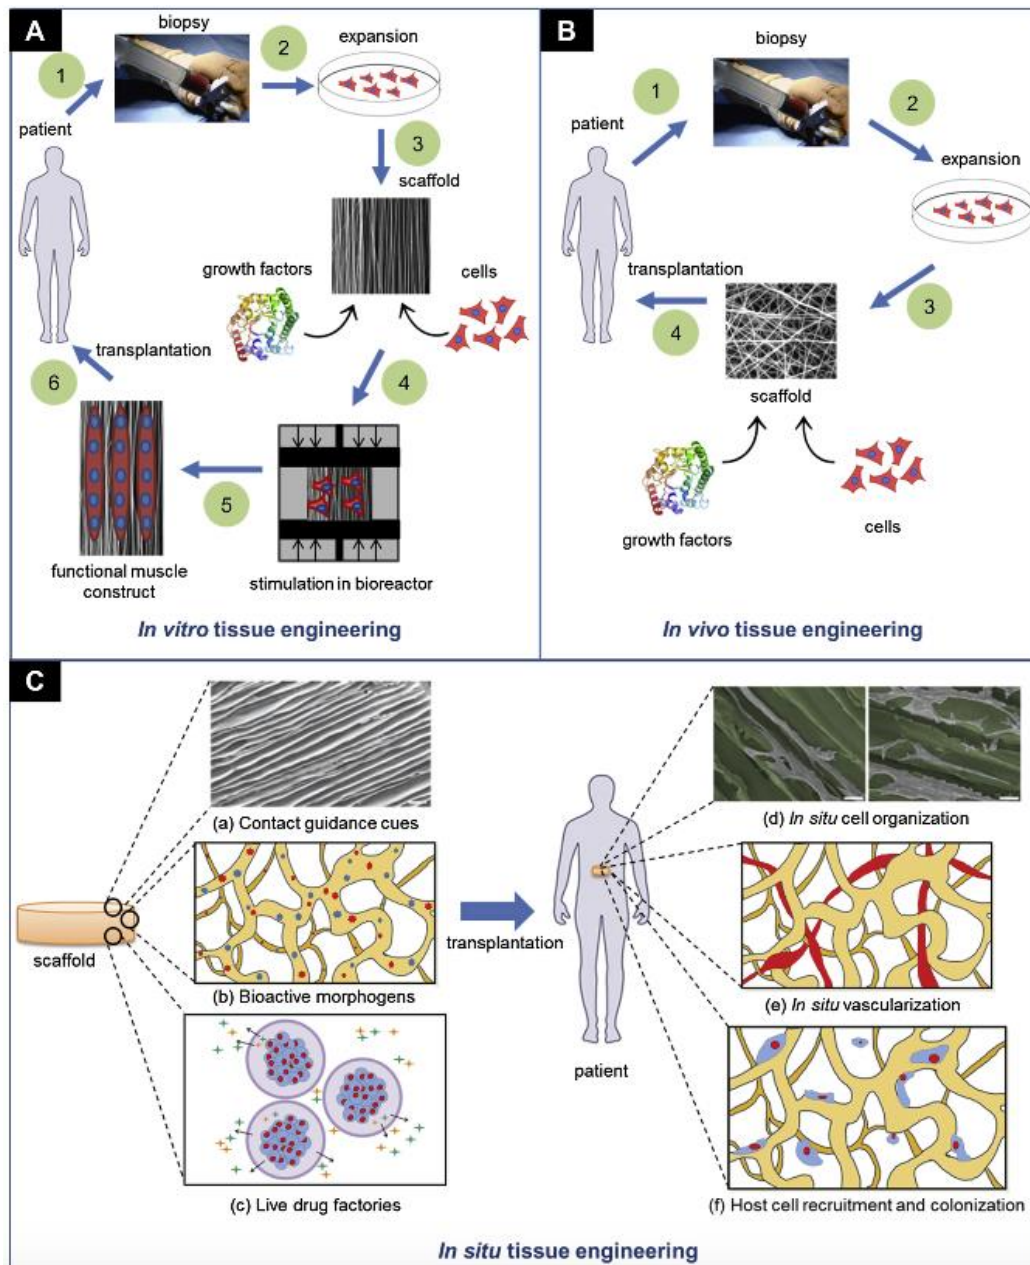 A
biopsy
1
2
expansion
patient
3
scaffold
growth factors
cells
transplantation
6
4
5
functional muscle
construct
stimulation in bioreactor
In vitro tissue engineering
B
biopsy
1
2
patient
expansion
transplantation
3
4
scaffold
growth factors
cells
In vivo tissue engineering
C
(a) Contact guidance cues
(d) In situ cell organization
scaffold
transplantation
(b) Bioactive morphogens
(e) In situ vascularization
patient
(c) Live drug factories
(f) Host cell recruitment and colonization
In situ tissue engineering